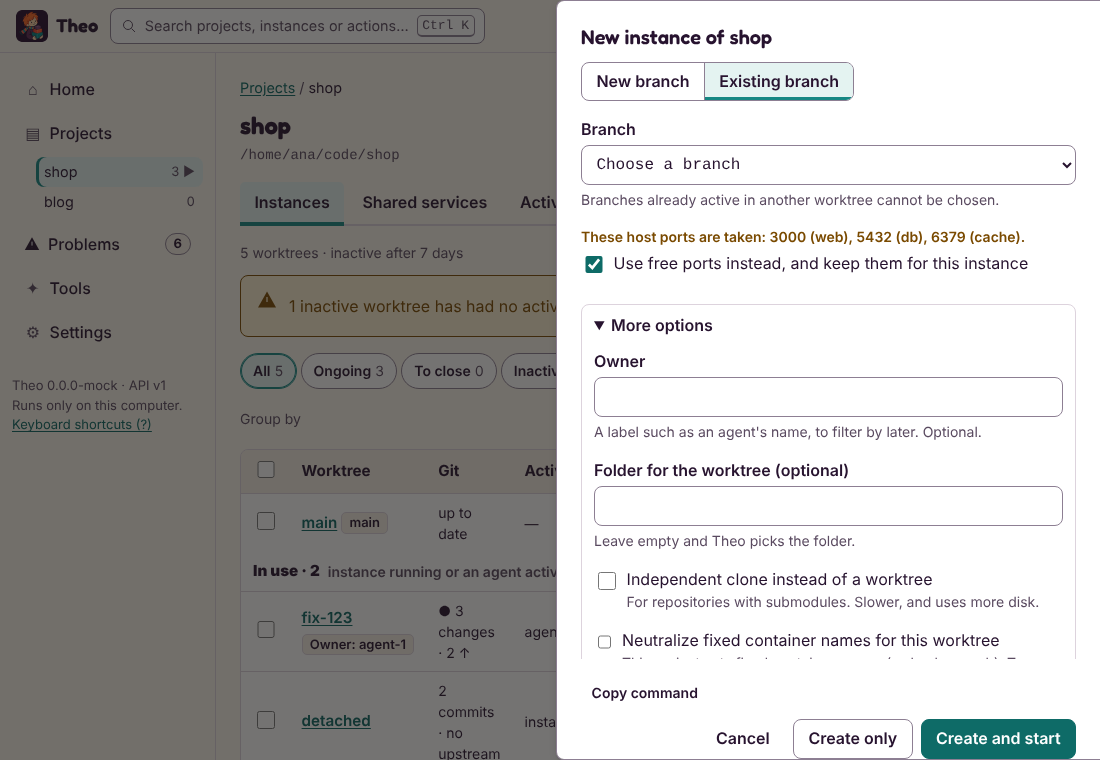 Theo
Search projects, instances or actions... Ctrl K
Home
Projects
shop 3
blog 0
Problems 6
Tools
Settings
Theo 0.0.0-mock · API v1
Runs only on this computer.
Keyboard shortcuts (?)
Projects / shop
shop
/home/ana/code/shop
Instances Shared services Activ
5 worktrees · inactive after 7 days
1 inactive worktree has had no activ
All 5 Ongoing 3 To close 0 Inactiv
Group by
Worktree Git Activ
main main up to date —
In use · 2 instance running or an agent activ
fix-123 Owner: agent-1 ● 3 changes · 2 ↑ agen
detached 2 commits · no upstream insta
New instance of shop
New branch Existing branch
Branch
Choose a branch
Branches already active in another worktree cannot be chosen.
These host ports are taken: 3000 (web), 5432 (db), 6379 (cache).
Use free ports instead, and keep them for this instance
More options
Owner
A label such as an agent's name, to filter by later. Optional.
Folder for the worktree (optional)
Leave empty and Theo picks the folder.
Independent clone instead of a worktree
For repositories with submodules. Slower, and uses more disk.
Neutralize fixed container names for this worktree
Copy command
Cancel Create only Create and start